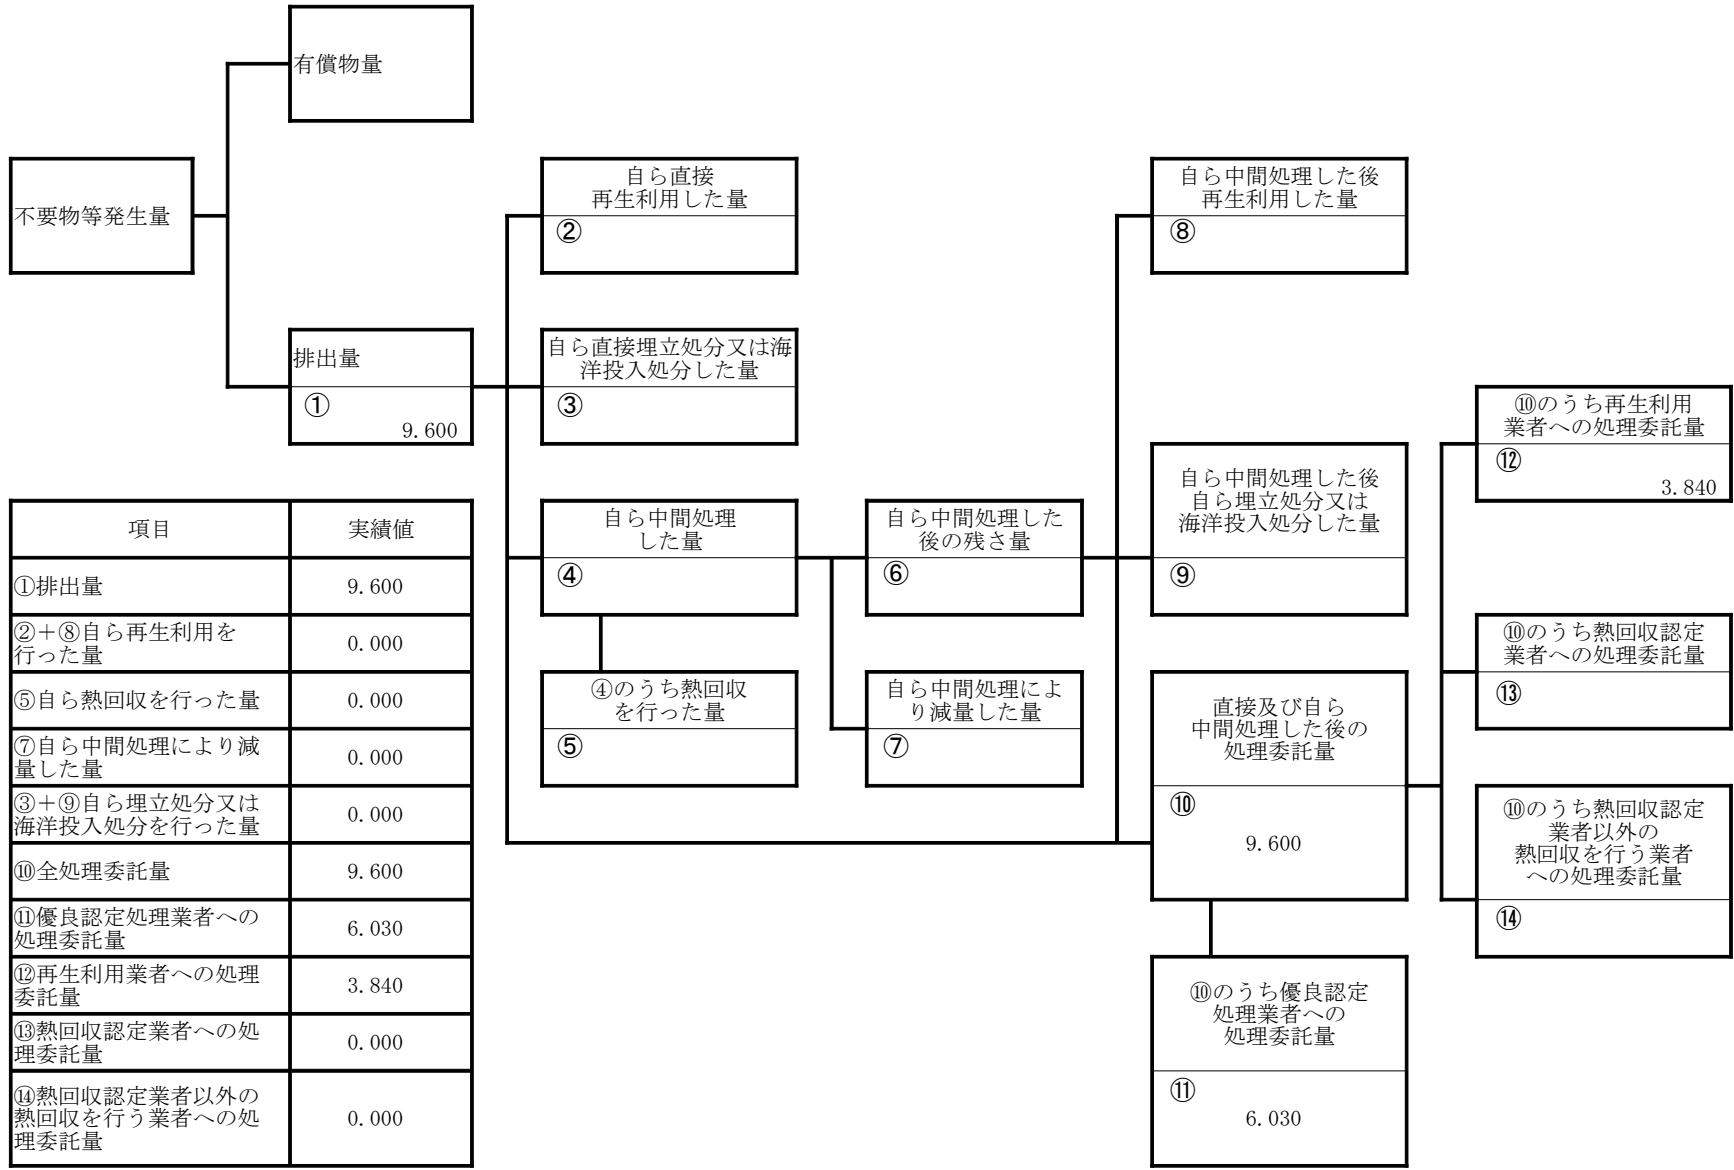 有償物量
不要物等発生量
自ら直接
再生利用した量
②
自ら中間処理した後
再生利用した量
⑧
排出量
①
9.600
自ら直接埋立処分又は海
洋投入処分した量
③
⑩のうち再生利用
業者への処理委託量
⑫
3.840
自ら中間処理
した量
④
自ら中間処理した
後の残さ量
⑥
自ら中間処理した後
自ら埋立処分又は
海洋投入処分した量
⑨
⑩のうち熱回収認定
業者への処理委託量
⑬
④のうち熱回収
を行った量
⑤
自ら中間処理によ
り減量した量
⑦
直接及び自ら
中間処理した後の
処理委託量
⑩
9.600
⑩のうち熱回収認定
業者以外の
熱回収を行う業者
への処理委託量
⑭
⑩のうち優良認定
処理業者への
処理委託量
⑪
6.030
項目 実績値
①排出量 9.600
②＋⑧自ら再生利用を
行った量 0.000
⑤自ら熱回収を行った量 0.000
⑦自ら中間処理により減
量した量 0.000
③＋⑨自ら埋立処分又は
海洋投入処分を行った量 0.000
⑩全処理委託量 9.600
⑪優良認定処理業者への
処理委託量 6.030
⑫再生利用業者への処理
委託量 3.840
⑬熱回収認定業者への処
理委託量 0.000
⑭熱回収認定業者以外の
熱回収を行う業者への処
理委託量 0.000